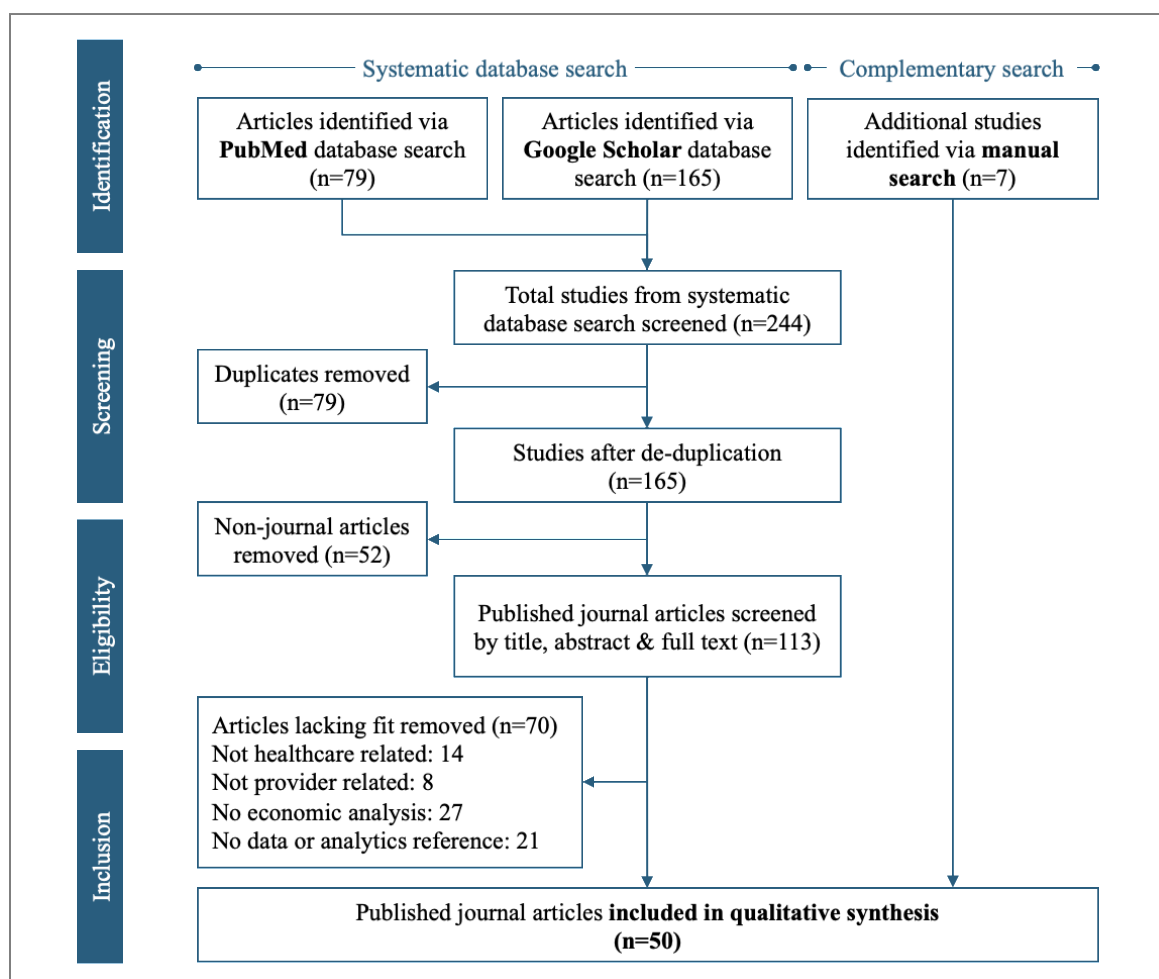 Systematic database search
Complementary search
Identification
Articles identified via
PubMed database search
(n=79)
Articles identified via
Google Scholar database
search (n=165)
Additional studies
identified via manual
search (n=7)
Screening
Total studies from systematic
database search screened (n=244)
Duplicates removed
(n=79)
Studies after de-duplication
(n=165)
Eligibility
Non-journal articles
removed (n=52)
Published journal articles screened
by title, abstract & full text (n=113)
Inclusion
Articles lacking fit removed (n=70)
Not healthcare related: 14
Not provider related: 8
No economic analysis: 27
No data or analytics reference: 21
Published journal articles included in qualitative synthesis
(n=50)